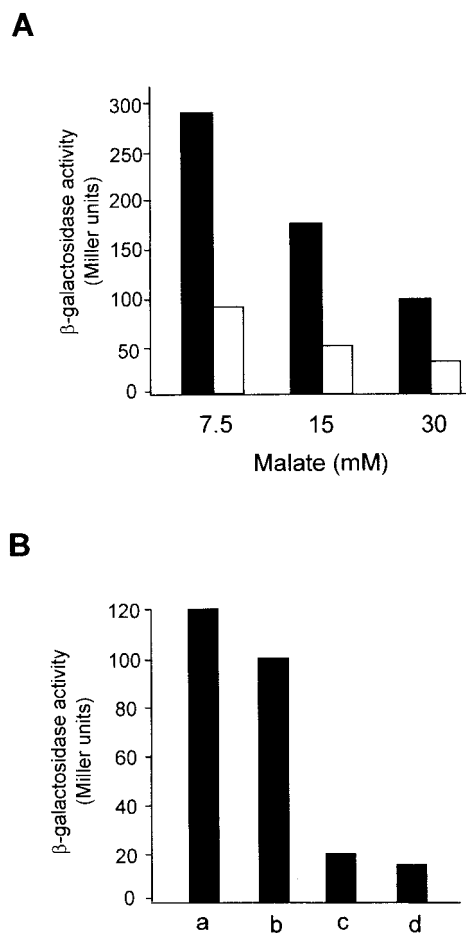 A
β-galactosidase activity
(Miller units)
300
250
200
150
100
50
0
7.5 15 30
Malate (mM)
B
β-galactosidase activity
(Miller units)
120
100
80
60
40
20
0
a b c d